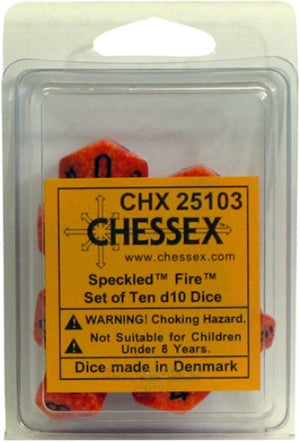 0
CHX 25103
CHESSEX
www.chessex.com
Speckled™ Fire™
Set of Ten d10 Dice
WARNING! Choking Hazard.
Not Suitable for Children
Under 8 Years.
Dice made in Denmark